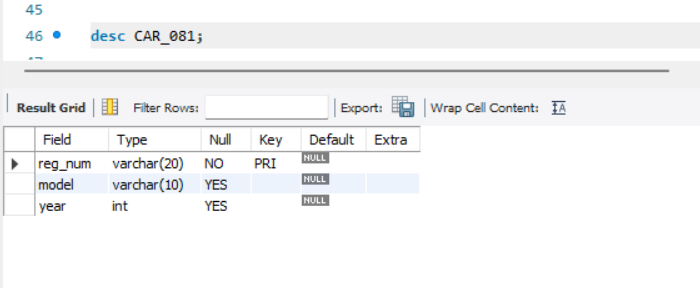 45
46 desc CAR_081;
Result Grid Filter Rows: Export: Wrap Cell Content: IA
Field Type Null Key Default Extra
reg_num varchar(20) NO PRI NULL
model varchar(10) YES NULL
year int YES NULL